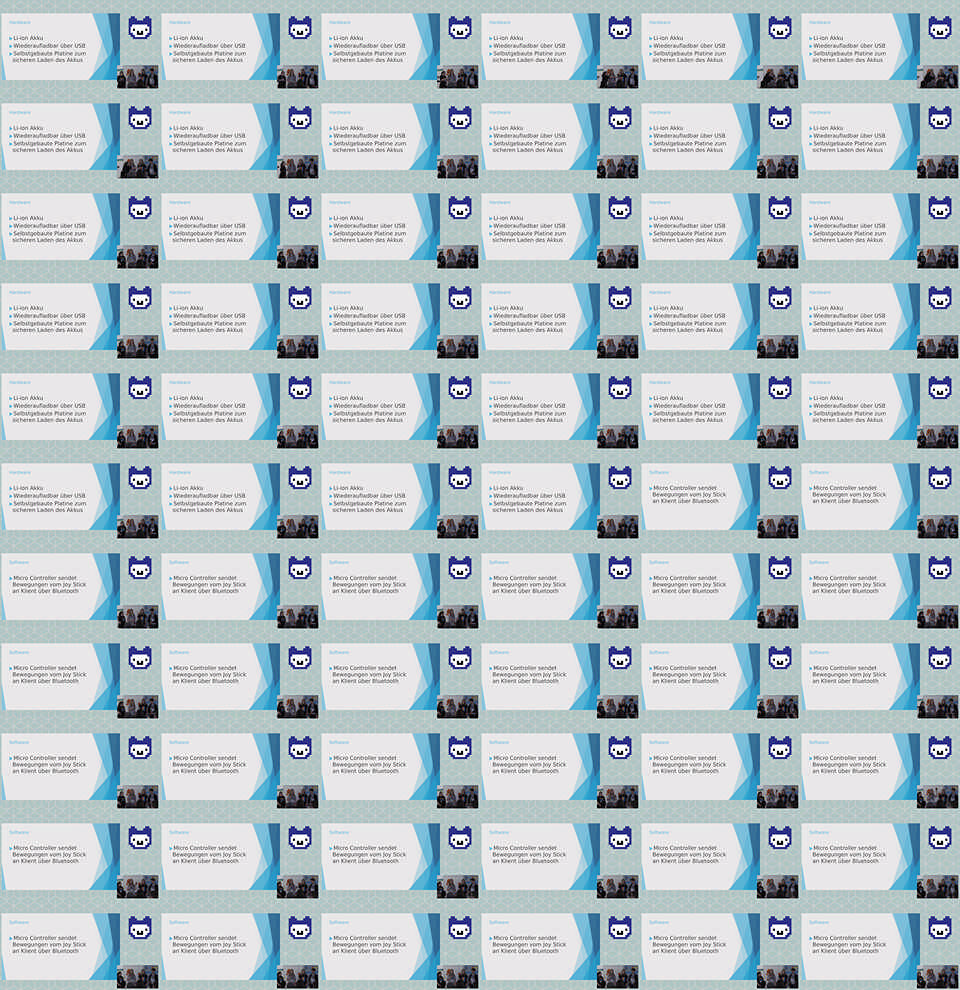 Hardware
Li-ion Akku
Wiederaufladbar über USB
Selbstgebaute Platine zum
sicheren Laden des Akkus
Software
Micro Controller sendet
Bewegungen vom Joy Stick
an Klient über Bluetooth